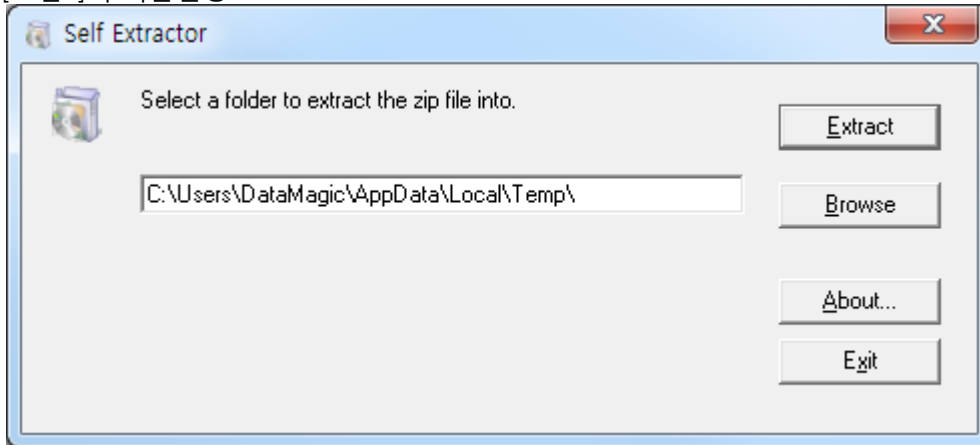 Self Extractor
Select a folder to extract the zip file into.
Extract
C:\Users\DataMagic\AppData\Local\Temp\
Browse
About...
Exit